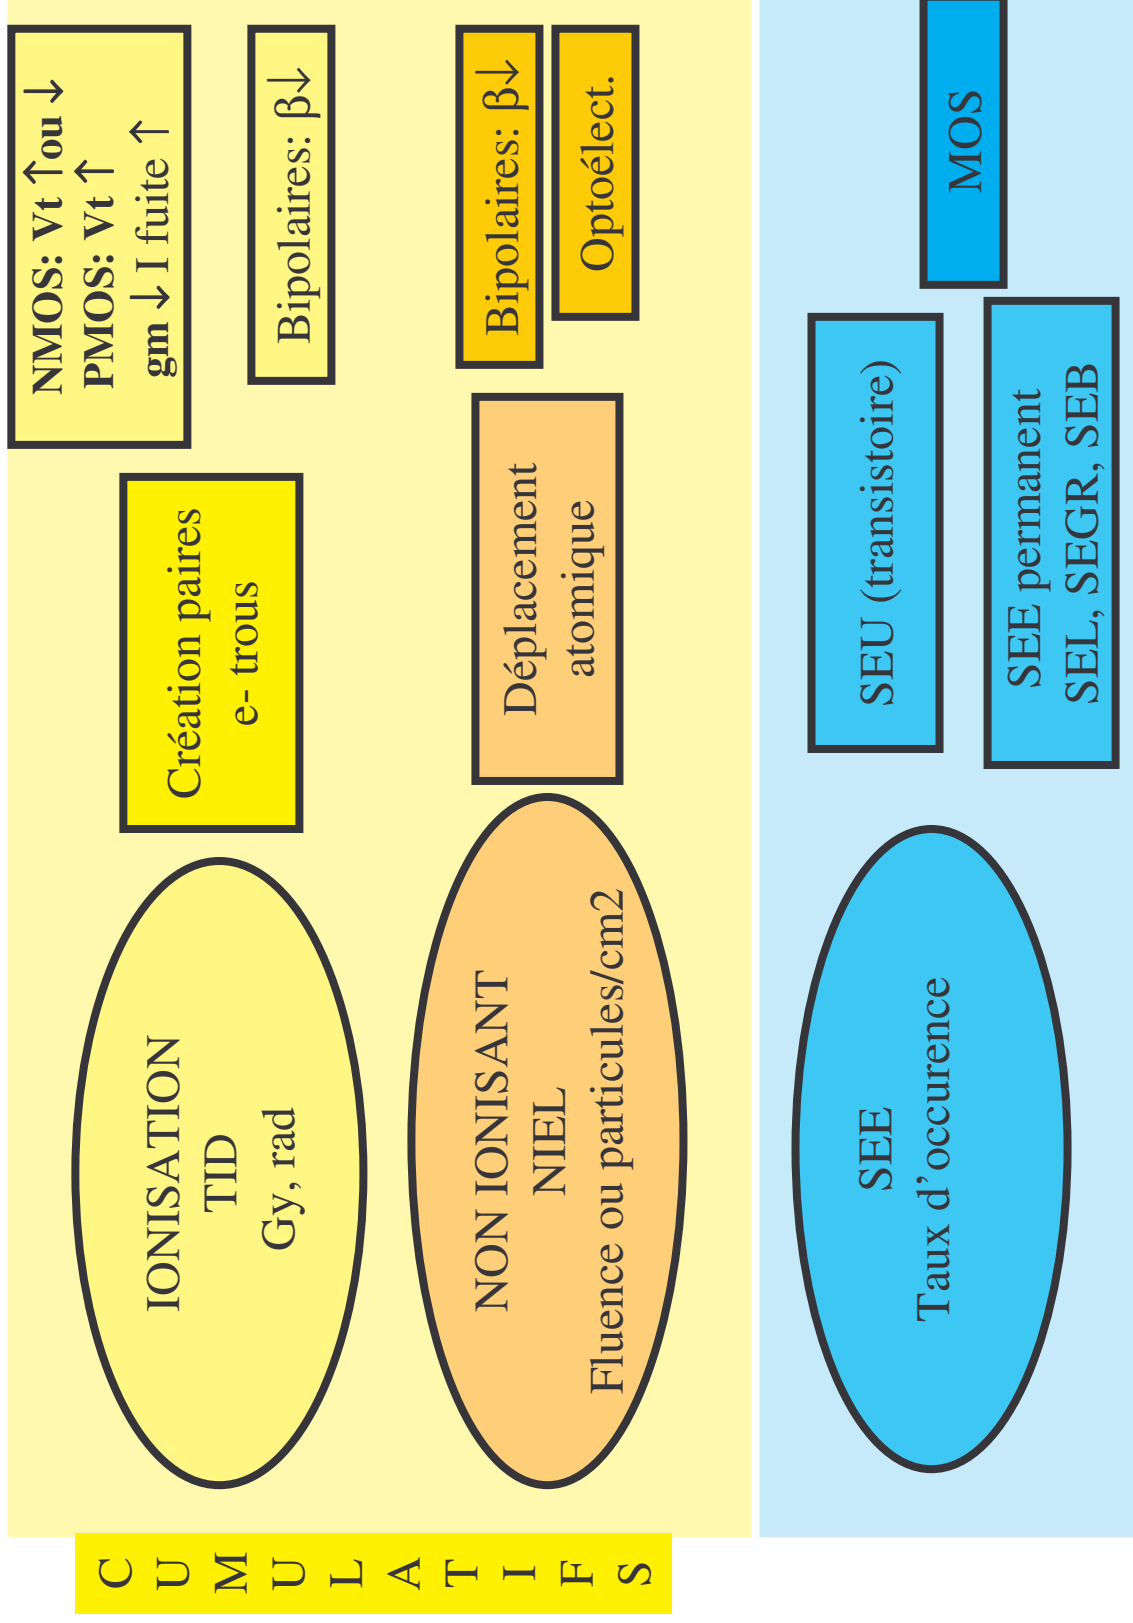 CUMULATIFS
IONISATION
TID
Gy, rad
Création paires
e- trous
NMOS: Vt ↑ou ↓
PMOS: Vt ↑
gm ↓ I fuite ↑
Bipolaires: β↓
NON IONISANT
NIEL
Fluence ou particules/cm2
Déplacement
atomique
Bipolaires: β↓
Optoélect.
SEE
Taux d’occurence
SEU (transistoire)
SEE permanent
SEL, SEGR, SEB
MOS